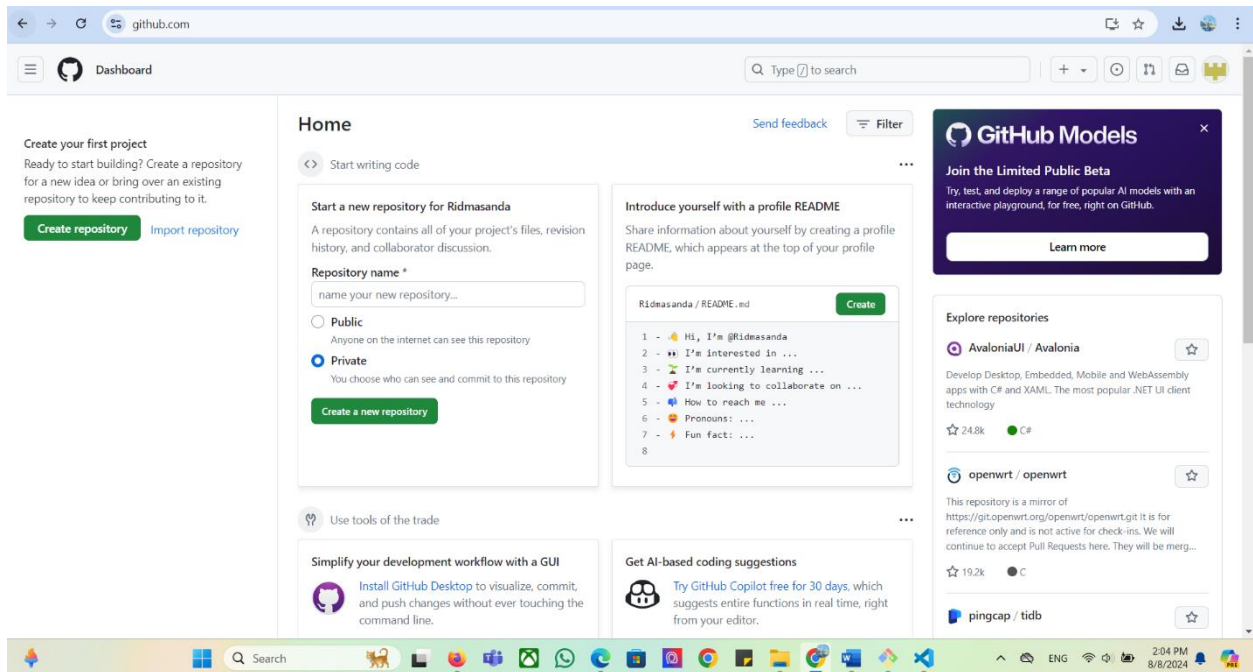 github.com
Dashboard
Type / to search
Create your first project
Ready to start building? Create a repository
for a new idea or bring over an existing
repository to keep contributing to it.
Create repository
Import repository
Home
Send feedback
Filter
Start writing code
Start a new repository for Ridmasanda
A repository contains all of your project's files, revision
history, and collaborator discussion.
Repository name *
name your new repository...
Public
Anyone on the internet can see this repository
Private
You choose who can see and commit to this repository
Create a new repository
Introduce yourself with a profile README
Share information about yourself by creating a profile
README, which appears at the top of your profile
page.
Ridmasanda / README.md
Create
1 - 👋 Hi, I'm @Ridmasanda
2 - 👀 I'm interested in ...
3 - 🌱 I'm currently learning ...
4 - 💞️ I'm looking to collaborate on ...
5 - 📫 How to reach me ...
6 - 😄 Pronouns: ...
7 - ⚡ Fun fact: ...
8
Use tools of the trade
Simplify your development workflow with a GUI
Install GitHub Desktop to visualize, commit,
and push changes without ever touching the
command line.
Get AI-based coding suggestions
Try GitHub Copilot free for 30 days, which
suggests entire functions in real time, right
from your editor.
GitHub Models
Join the Limited Public Beta
Try, test, and deploy a range of popular AI models with an
interactive playground, for free, right on GitHub.
Learn more
Explore repositories
AvaloniaUI / Avalonia
Develop Desktop, Embedded, Mobile and WebAssembly
apps with C# and XAML. The most popular .NET UI client
technology
24.8k
C#
openwrt / openwrt
This repository is a mirror of
https://git.openwrt.org/openwrt/openwrt.git It is for
reference only and is not active for check-ins. We will
continue to accept Pull Requests here. They will be merg...
19.2k
C
pingcap / tidb
Search
ENG
2:04 PM
8/8/2024